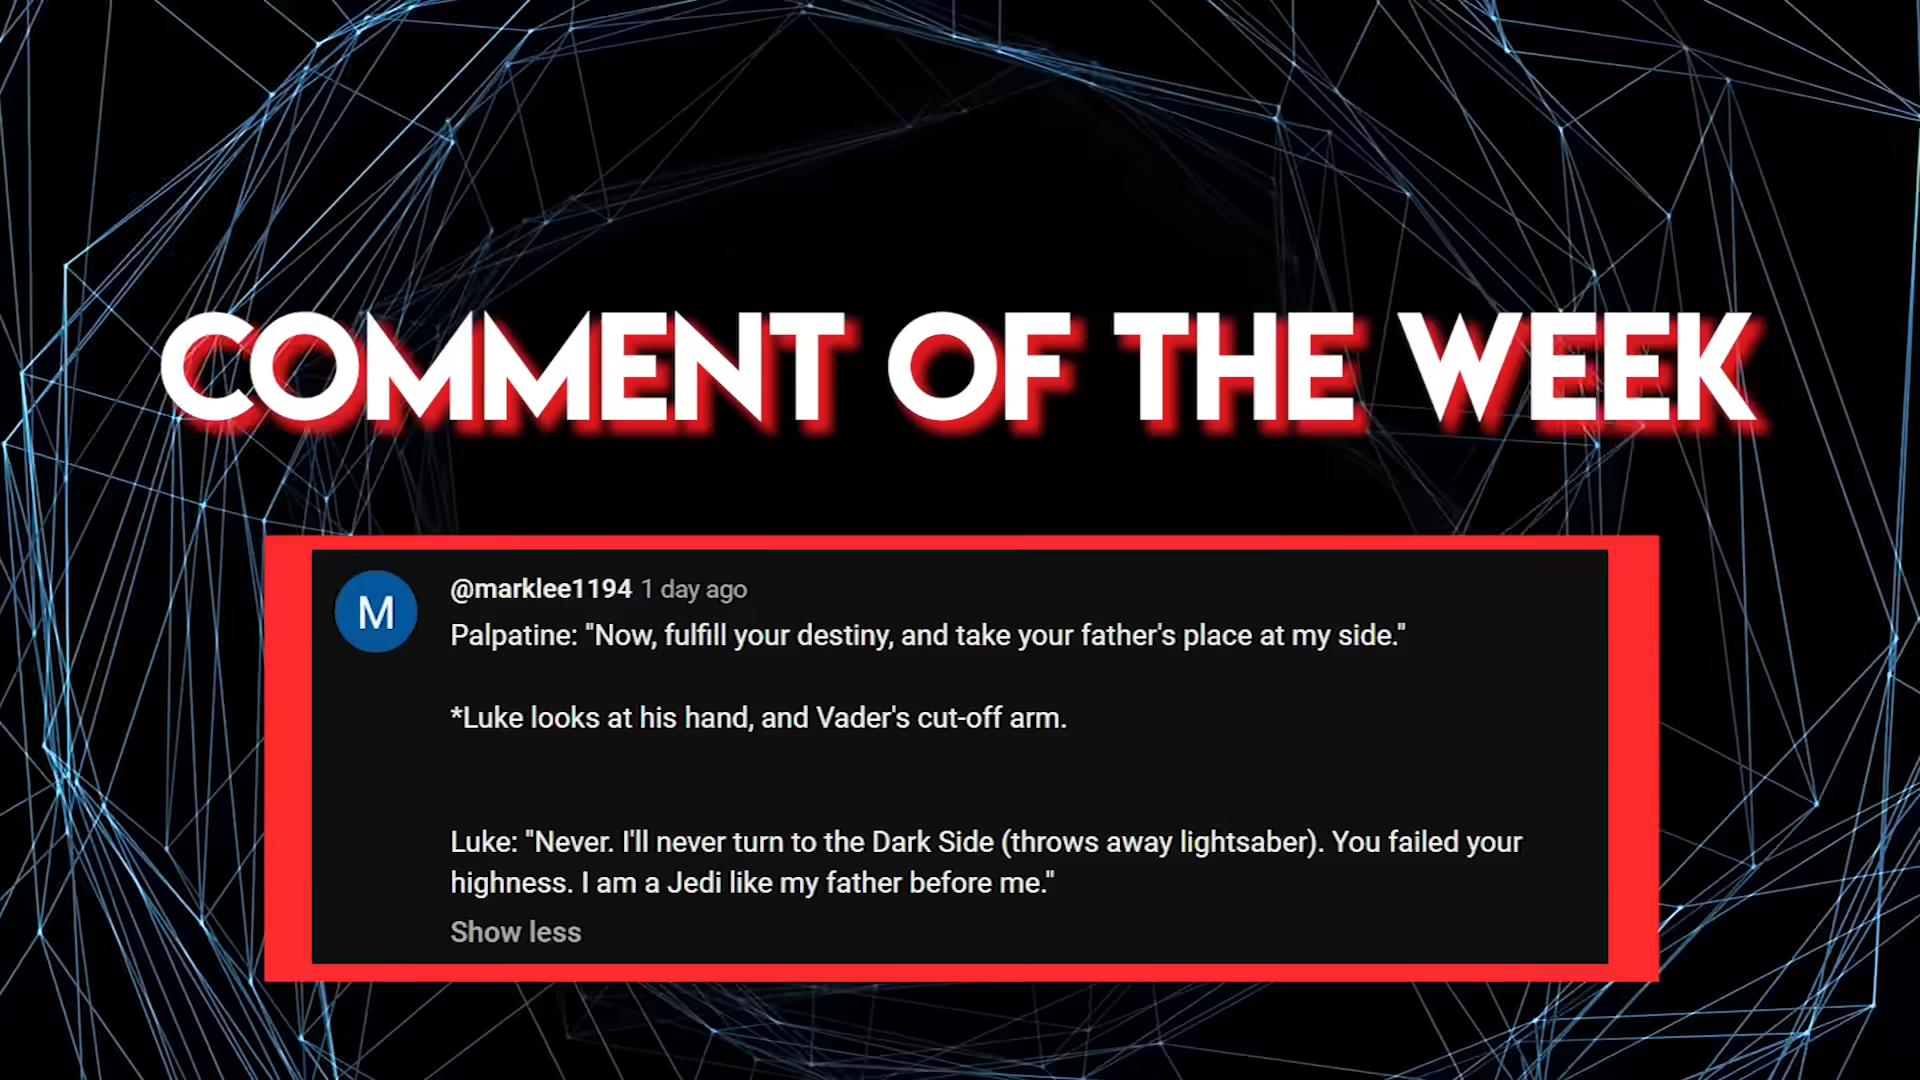 COMMENT OF THE WEEK
M
@marklee1194 1 day ago
Palpatine: "Now, fulfill your destiny, and take your father's place at my side."
*Luke looks at his hand, and Vader's cut-off arm.
Luke: "Never. I'll never turn to the Dark Side (throws away lightsaber). You failed your
highness. I am a Jedi like my father before me."
Show less